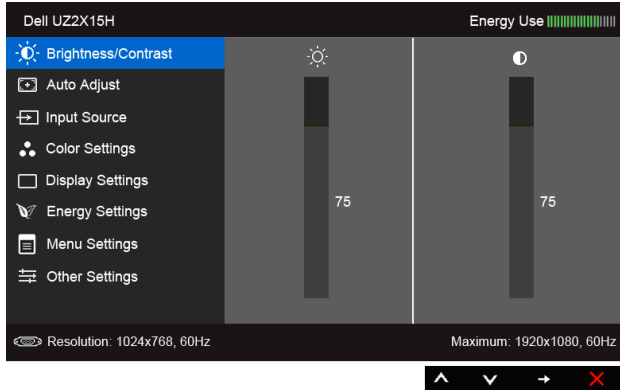 Dell UZ2X15H
Energy Use
Brightness/Contrast
Auto Adjust
Input Source
Color Settings
Display Settings
Energy Settings
Menu Settings
Other Settings
75
75
Resolution: 1024x768, 60Hz
Maximum: 1920x1080, 60Hz